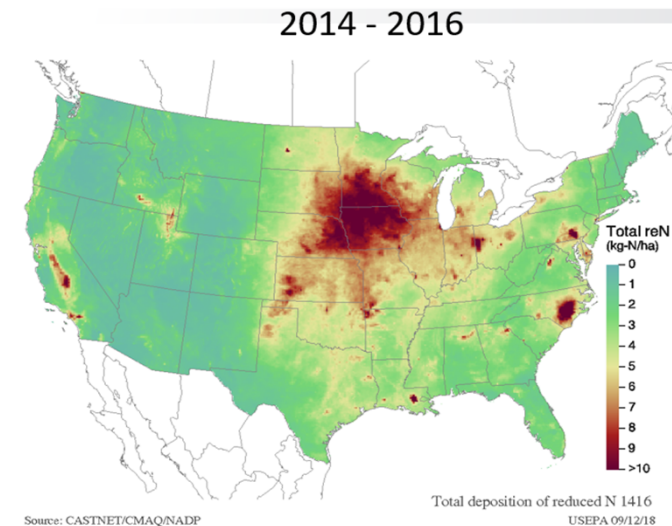 2014 - 2016
Total reN
(kg-N/ha)
0
1
2
3
4
5
6
7
8
9
>10
Total deposition of reduced N 1416
Source: CASTNET/CMAQ/NADP
USEPA 09/12/18